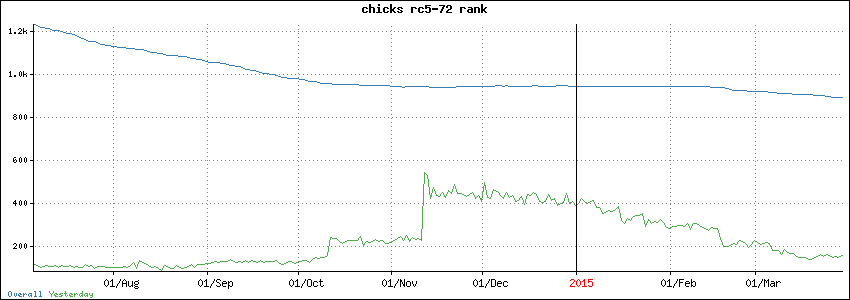 chicks rc5-72 rank
1.2k
1.0k
800
600
400
200
01/Aug 01/Sep 01/Oct 01/Nov 01/Dec 2015 01/Feb 01/Mar
Overall Yesterday